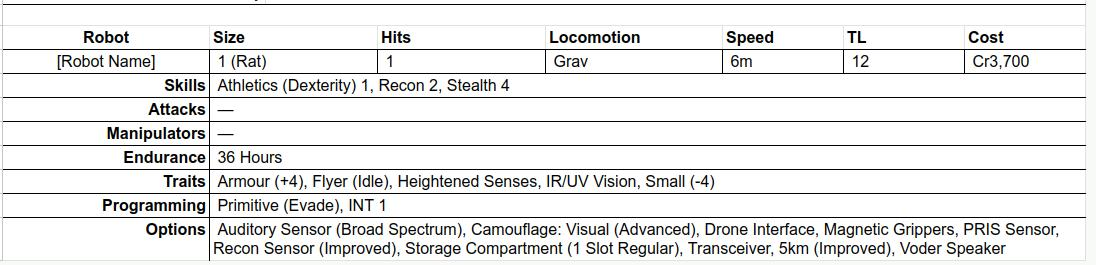 Robot Size Hits Locomotion Speed TL Cost
[Robot Name] 1 (Rat) 1 Grav 6m 12 Cr3,700
Skills Athletics (Dexterity) 1, Recon 2, Stealth 4
Attacks —
Manipulators —
Endurance 36 Hours
Traits Armour (+4), Flyer (Idle), Heightened Senses, IR/UV Vision, Small (-4)
Programming Primitive (Evade), INT 1
Options Auditory Sensor (Broad Spectrum), Camouflage: Visual (Advanced), Drone Interface, Magnetic Grippers, PRIS Sensor,
Recon Sensor (Improved), Storage Compartment (1 Slot Regular), Transceiver, 5km (Improved), Voder Speaker